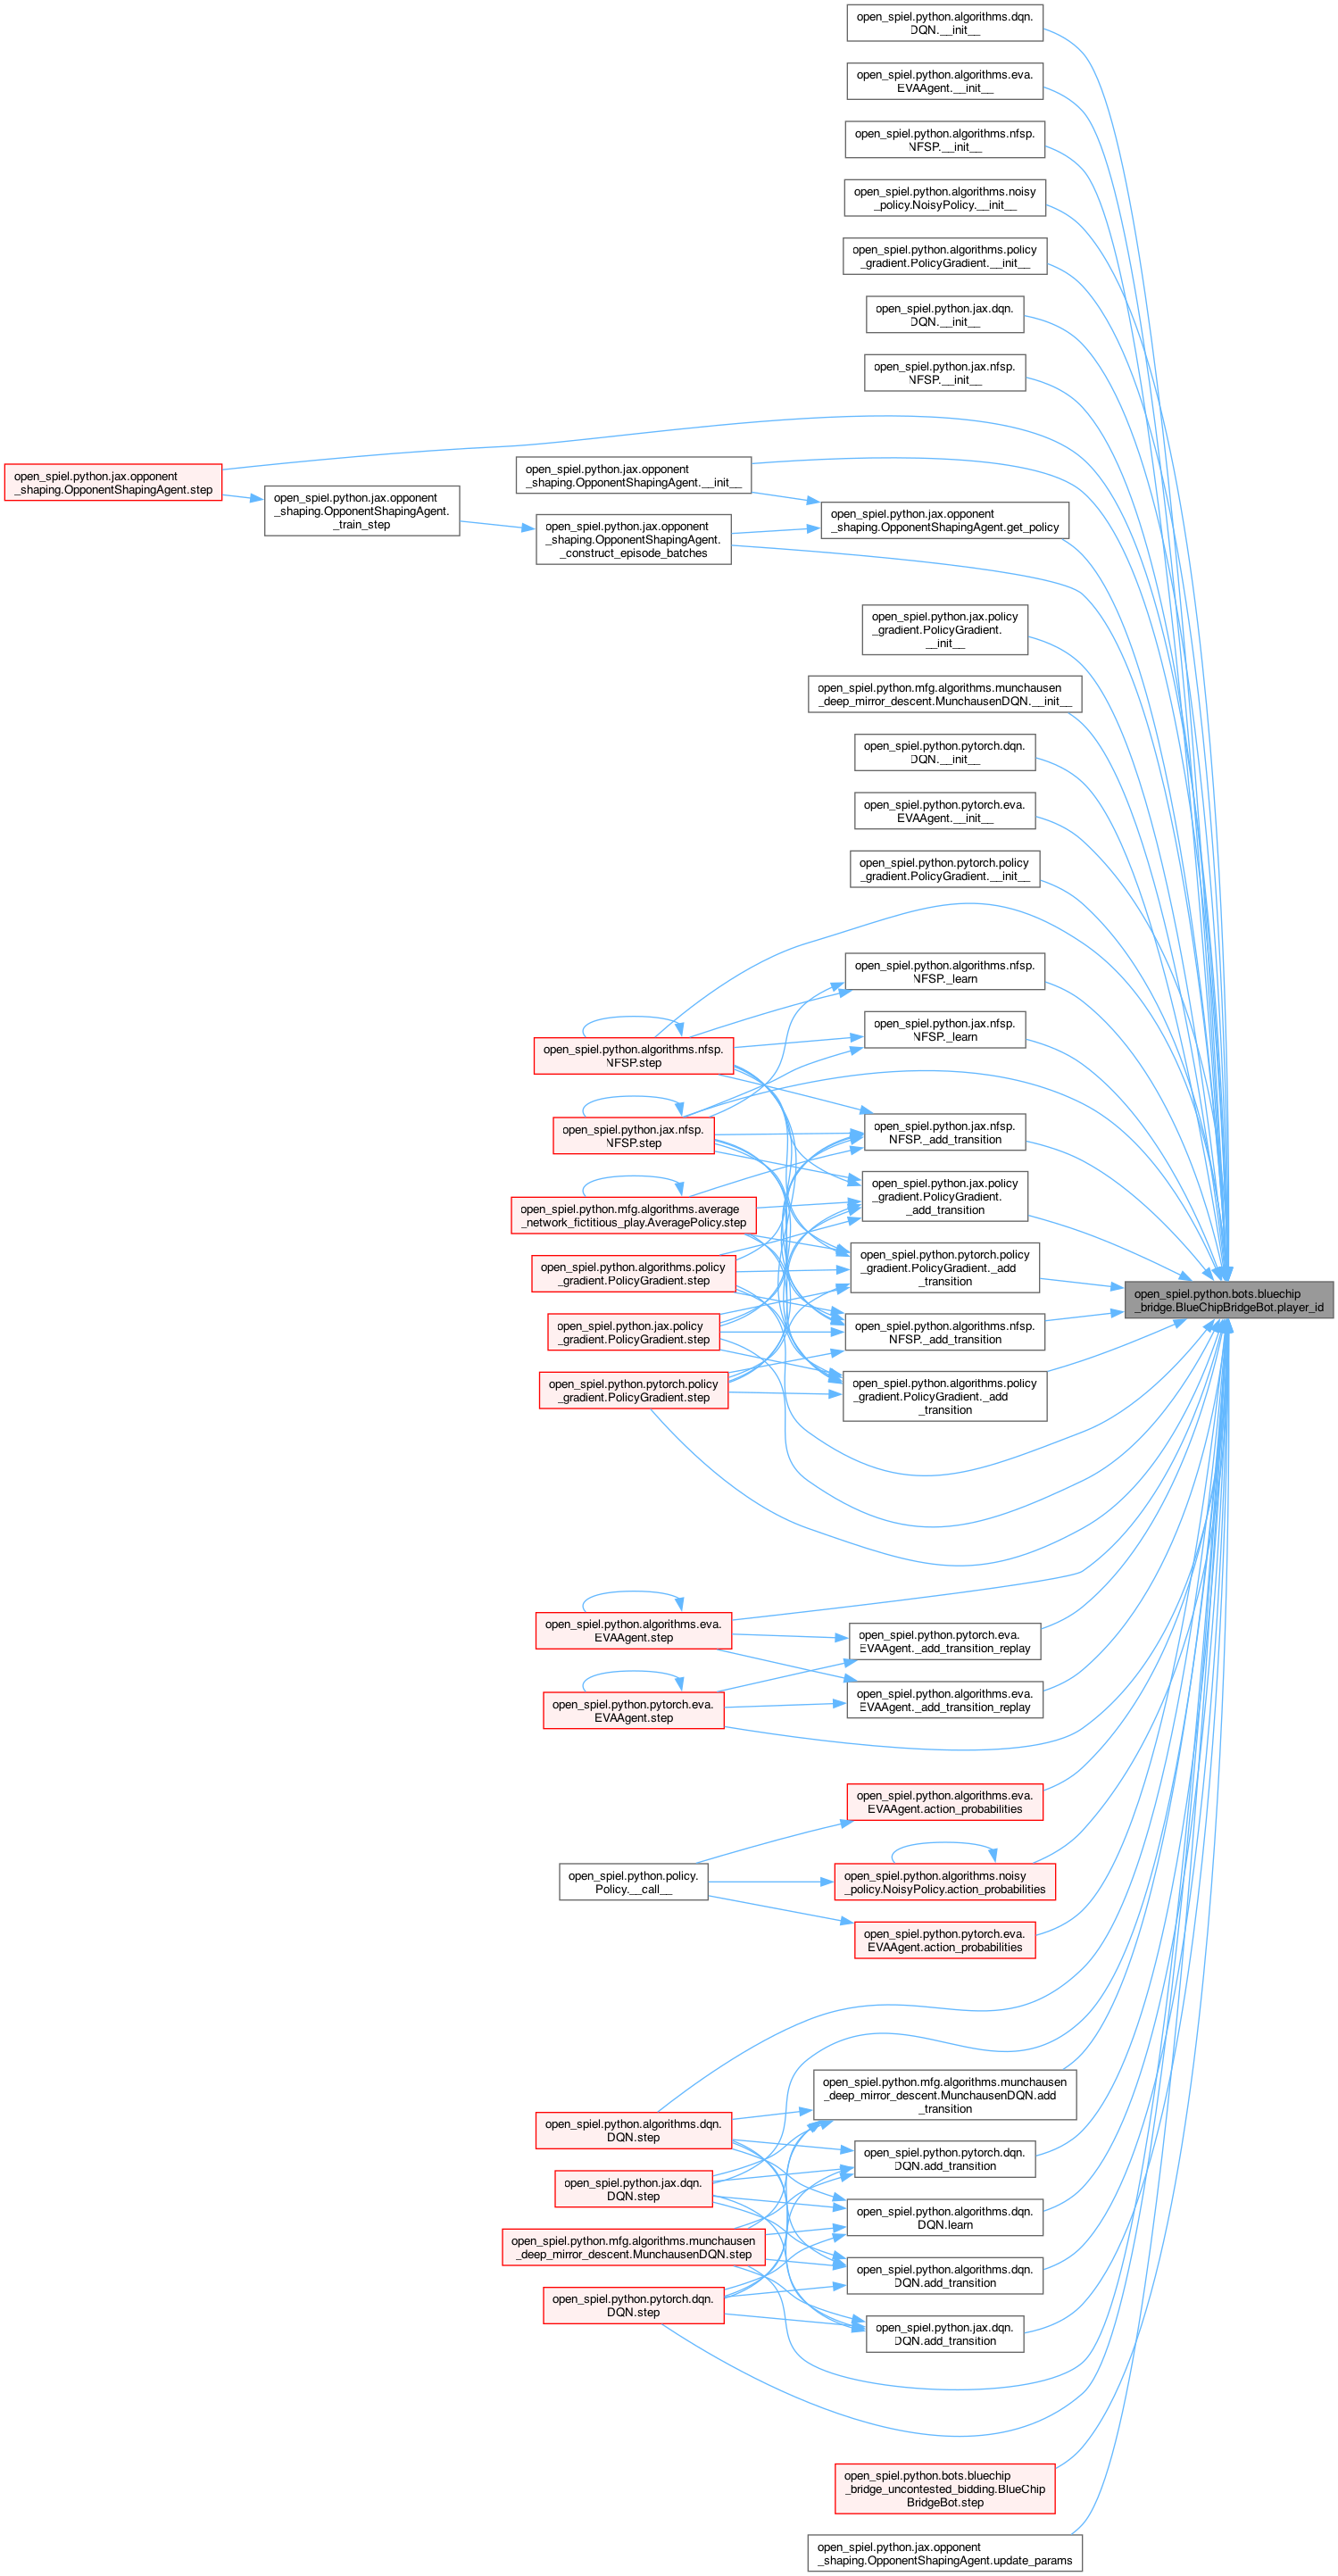 open_spiel.python.algorithms.dqn.
DQN.__init__
open_spiel.python.algorithms.eva.
EVAAgent.__init__
open_spiel.python.algorithms.nfsp.
NFSP.__init__
open_spiel.python.algorithms.noisy
_policy.NoisyPolicy.__init__
open_spiel.python.algorithms.policy
_gradient.PolicyGradient.__init__
open_spiel.python.jax.dqn.
DQN.__init__
open_spiel.python.jax.nfsp.
NFSP.__init__
open_spiel.python.jax.opponent
_shaping.OpponentShapingAgent.step
open_spiel.python.jax.opponent
_shaping.OpponentShapingAgent.
_train_step
open_spiel.python.jax.opponent
_shaping.OpponentShapingAgent.__init__
open_spiel.python.jax.opponent
_shaping.OpponentShapingAgent.
_construct_episode_batches
open_spiel.python.jax.opponent
_shaping.OpponentShapingAgent.get_policy
open_spiel.python.jax.policy
_gradient.PolicyGradient.
__init__
open_spiel.python.mfg.algorithms.munchausen
_deep_mirror_descent.MunchausenDQN.__init__
open_spiel.python.pytorch.dqn.
DQN.__init__
open_spiel.python.pytorch.eva.
EVAAgent.__init__
open_spiel.python.pytorch.policy
_gradient.PolicyGradient.__init__
open_spiel.python.algorithms.nfsp.
NFSP._learn
open_spiel.python.jax.nfsp.
NFSP._learn
open_spiel.python.algorithms.nfsp.
NFSP.step
open_spiel.python.jax.nfsp.
NFSP.step
open_spiel.python.jax.nfsp.
NFSP._add_transition
open_spiel.python.jax.policy
_gradient.PolicyGradient.
_add_transition
open_spiel.python.mfg.algorithms.average
_network_fictitious_play.AveragePolicy.step
open_spiel.python.algorithms.policy
_gradient.PolicyGradient.step
open_spiel.python.pytorch.policy
_gradient.PolicyGradient._add
_transition
open_spiel.python.bots.bluechip
_bridge.BlueChipBridgeBot.player_id
open_spiel.python.jax.policy
_gradient.PolicyGradient.step
open_spiel.python.algorithms.nfsp.
NFSP._add_transition
open_spiel.python.pytorch.policy
_gradient.PolicyGradient.step
open_spiel.python.algorithms.policy
_gradient.PolicyGradient._add
_transition
open_spiel.python.algorithms.eva.
EVAAgent.step
open_spiel.python.pytorch.eva.
EVAAgent._add_transition_replay
open_spiel.python.pytorch.eva.
EVAAgent.step
open_spiel.python.algorithms.eva.
EVAAgent._add_transition_replay
open_spiel.python.algorithms.eva.
EVAAgent.action_probabilities
open_spiel.python.policy.
Policy.__call__
open_spiel.python.algorithms.noisy
_policy.NoisyPolicy.action_probabilities
open_spiel.python.pytorch.eva.
EVAAgent.action_probabilities
open_spiel.python.mfg.algorithms.munchausen
_deep_mirror_descent.MunchausenDQN.add
_transition
open_spiel.python.algorithms.dqn.
DQN.step
open_spiel.python.pytorch.dqn.
DQN.add_transition
open_spiel.python.jax.dqn.
DQN.step
open_spiel.python.algorithms.dqn.
DQN.learn
open_spiel.python.mfg.algorithms.munchausen
_deep_mirror_descent.MunchausenDQN.step
open_spiel.python.algorithms.dqn.
DQN.add_transition
open_spiel.python.pytorch.dqn.
DQN.step
open_spiel.python.jax.dqn.
DQN.add_transition
open_spiel.python.bots.bluechip
_bridge_uncontested_bidding.BlueChip
BridgeBot.step
open_spiel.python.jax.opponent
_shaping.OpponentShapingAgent.update_params